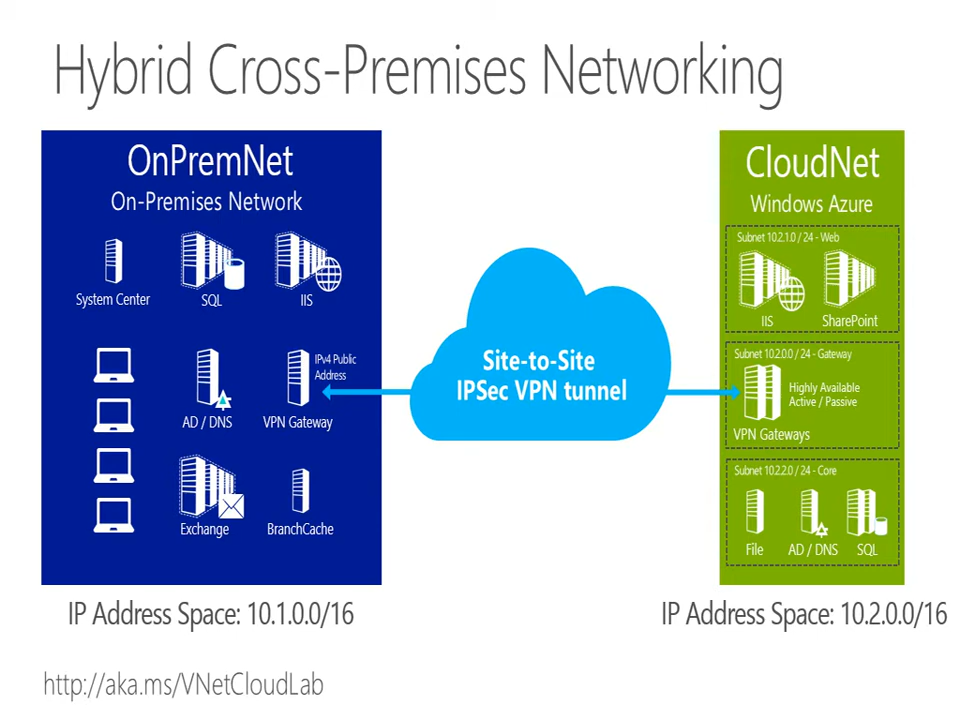 Hybrid Cross-Premises Networking
OnPremNet
On-Premises Network
System Center
SQL
IIS
IPv4 Public
Address
AD / DNS
VPN Gateway
Exchange
BranchCache
IP Address Space: 10.1.0.0/16
Site-to-Site
IPSec VPN tunnel
CloudNet
Windows Azure
Subnet 10.2.1.0 / 24 - Web
IIS
SharePoint
Subnet 10.2.0.0 / 24 - Gateway
Highly Available
Active / Passive
VPN Gateways
Subnet 10.2.2.0 / 24 - Core
File
AD / DNS
SQL
IP Address Space: 10.2.0.0/16
http://aka.ms/VNetCloudLab